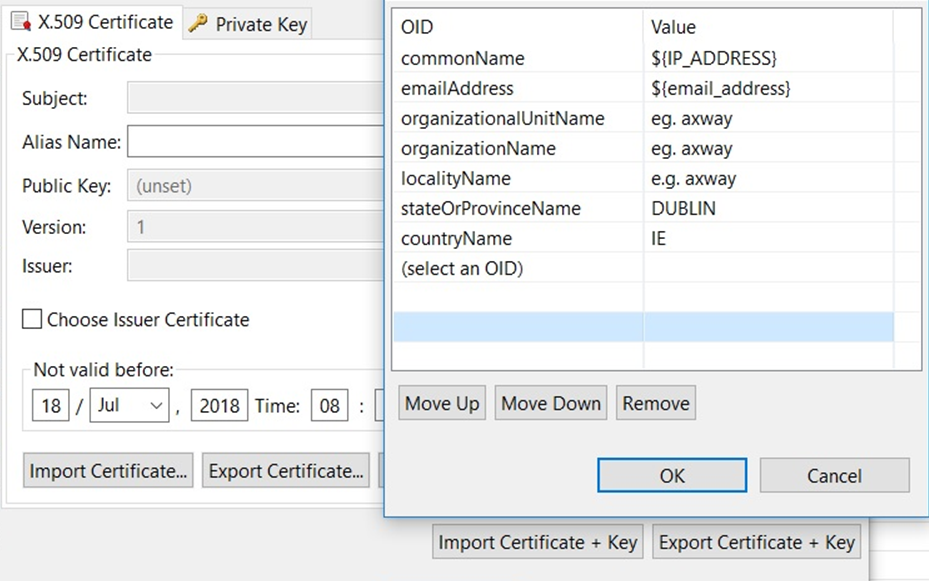 X.509 Certificate
Private Key
X.509 Certificate
Subject:
Alias Name:
Public Key: (unset)
Version: 1
Issuer:
Choose Issuer Certificate
Not valid before:
18 / Jul , 2018 Time: 08 :
Import Certificate... Export Certificate...
OID Value
commonName ${IP_ADDRESS}
emailAddress ${email_address}
organizationalUnitName eg. axway
organizationName eg. axway
localityName e.g. axway
stateOrProvinceName DUBLIN
countryName IE
(select an OID)
Move Up Move Down Remove
OK Cancel
Import Certificate + Key Export Certificate + Key